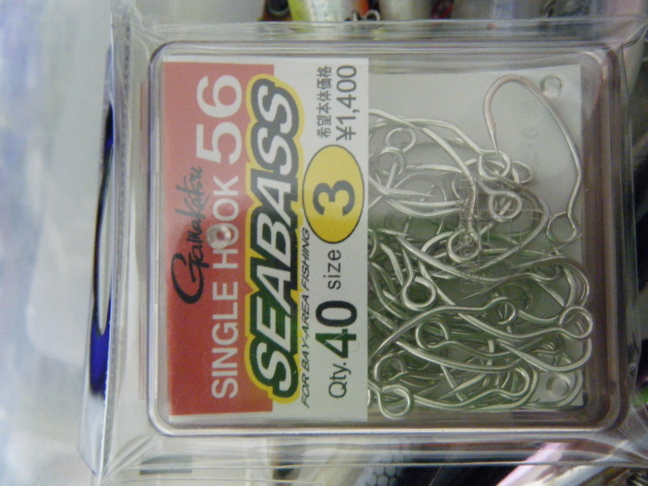 Gamakatsu
SINGLE HOOK 56
SEABASS
FOR BAY-AREA FISHING
希望本体価格
¥1,400
Qty. 40 size 3